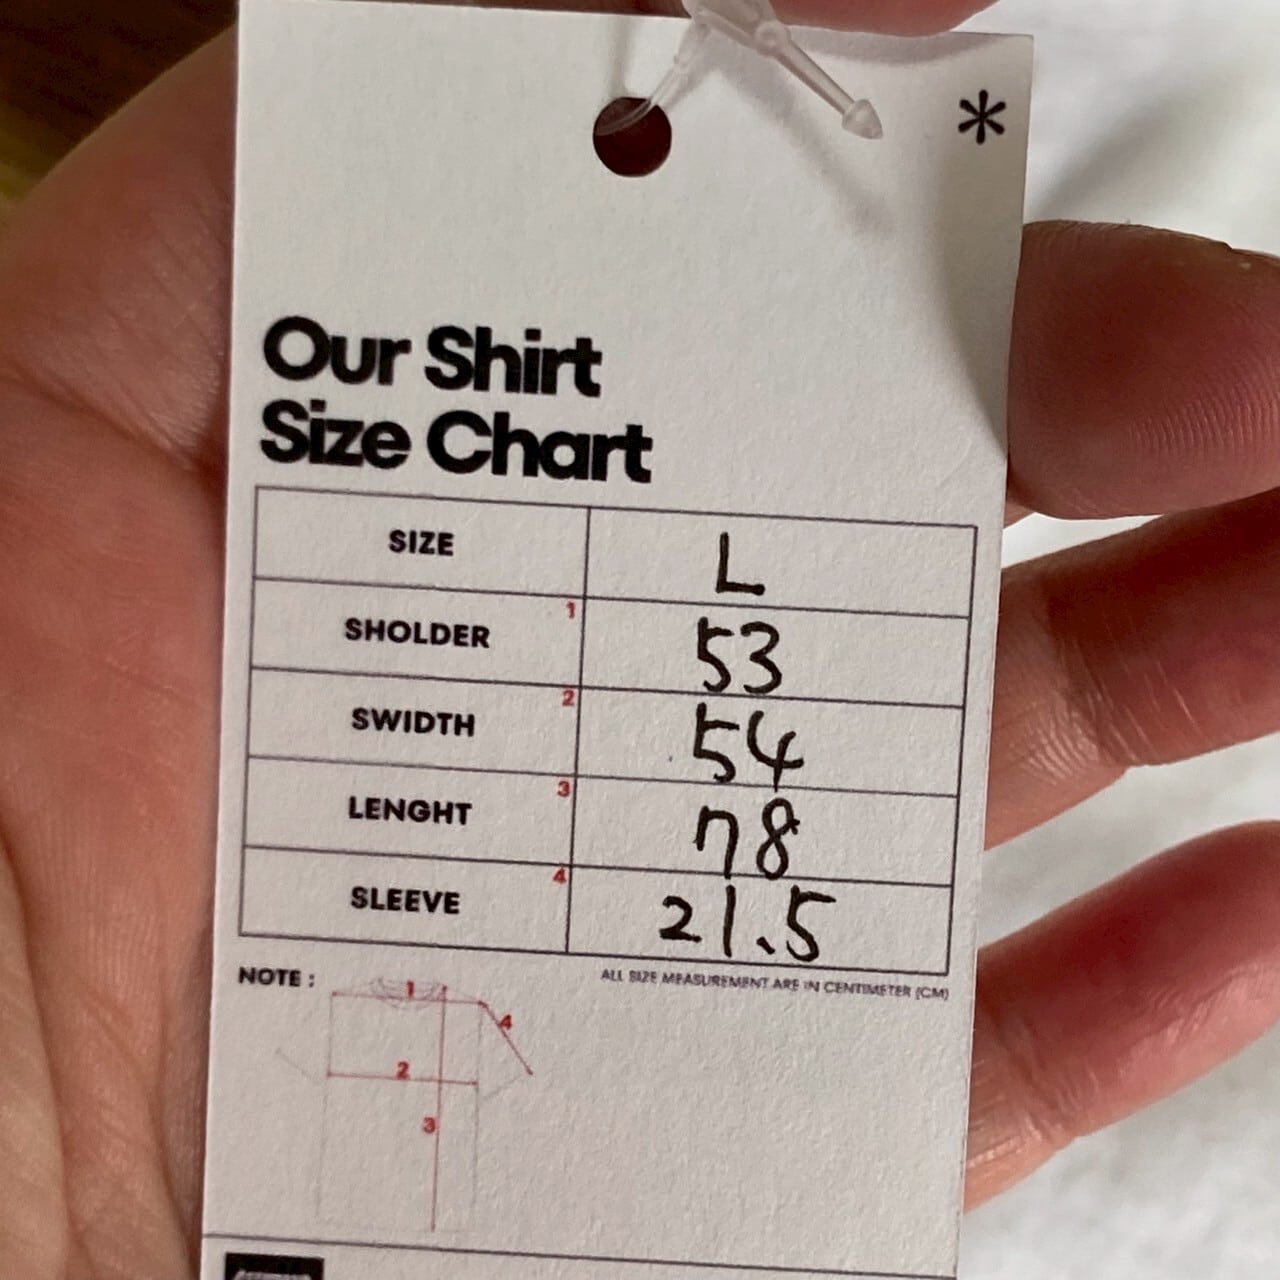 *
Our Shirt
Size Chart
SIZE L
SHOLDER 1 53
SWIDTH 2 54
LENGHT 3 78
SLEEVE 4 21.5
NOTE :
ALL SIZE MEASUREMENT ARE IN CENTIMETER (CM)
1
4
2
3